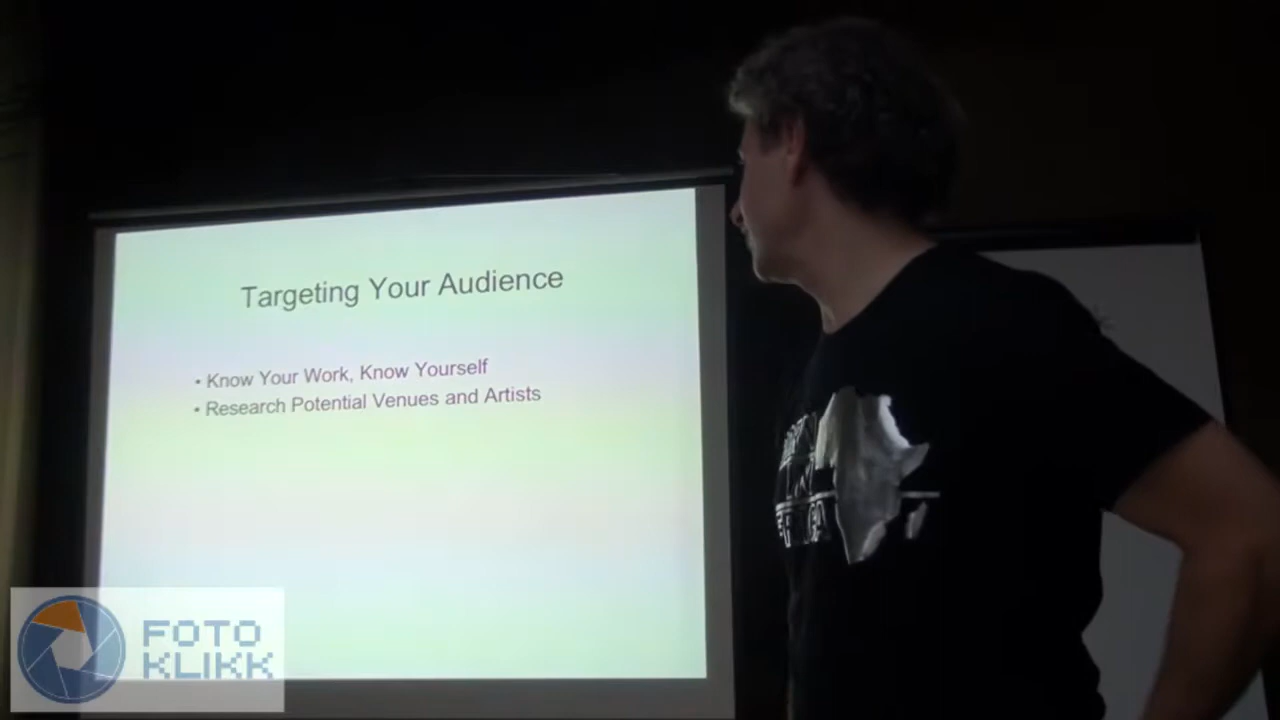 Targeting Your Audience
• Know Your Work, Know Yourself
• Research Potential Venues and Artists
FOTO
KLIKK